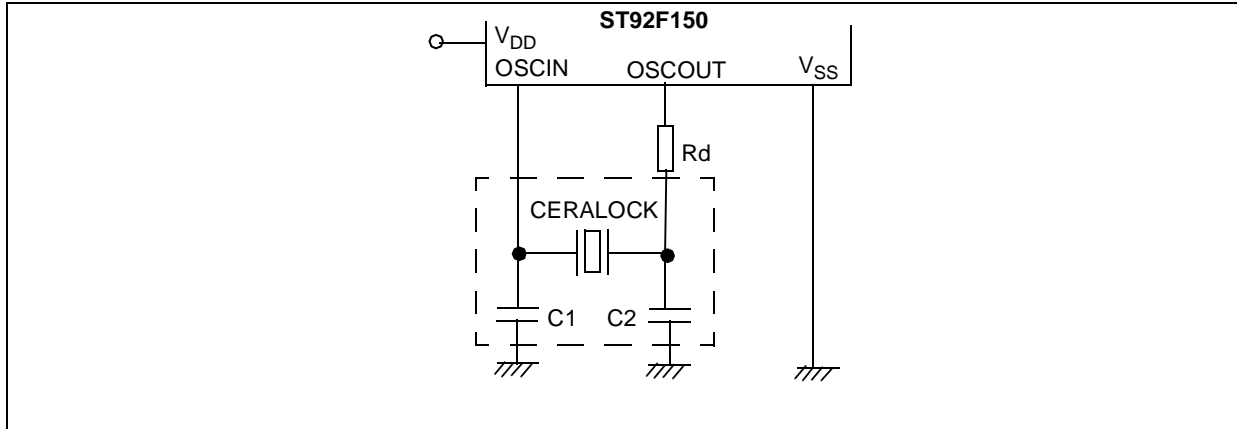 ST92F150
VDD
OSCIN OSCOUT VSS
Rd
CERALOCK
C1 C2